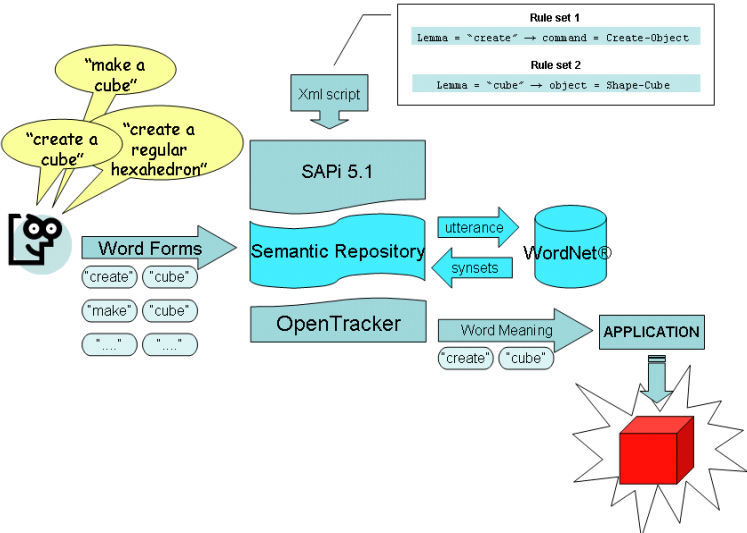 Rule set 1
Lemma = "create" → command = Create-Object
Rule set 2
Lemma = "cube" → object = Shape-Cube
"make a
cube"
"create a
cube"
"create a
regular
hexahedron"
Xml script
SAPi 5.1
Word Forms
"create" "cube"
"make" "cube"
"...." "...."
Semantic Repository
utterance
synsets
WordNet®
OpenTracker
Word Meaning
"create" "cube"
APPLICATION